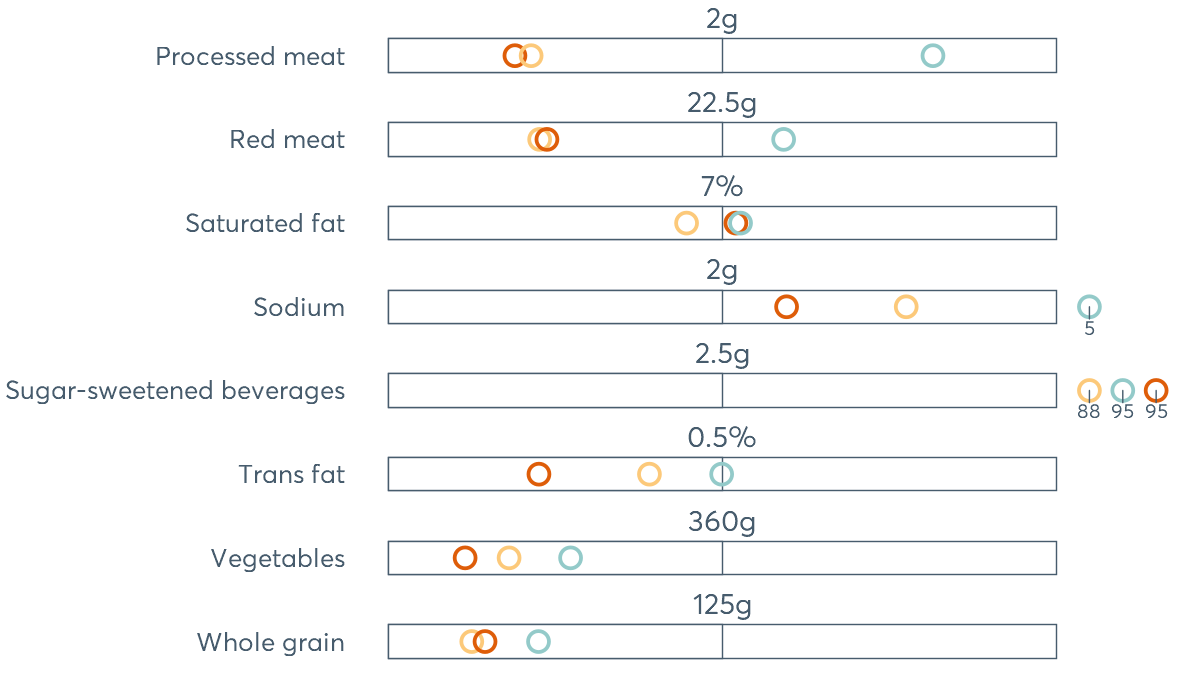 2g
Processed meat
22.5g
Red meat
7%
Saturated fat
2g
Sodium
5
2.5g
Sugar-sweetened beverages
88 95 95
0.5%
Trans fat
360g
Vegetables
125g
Whole grain